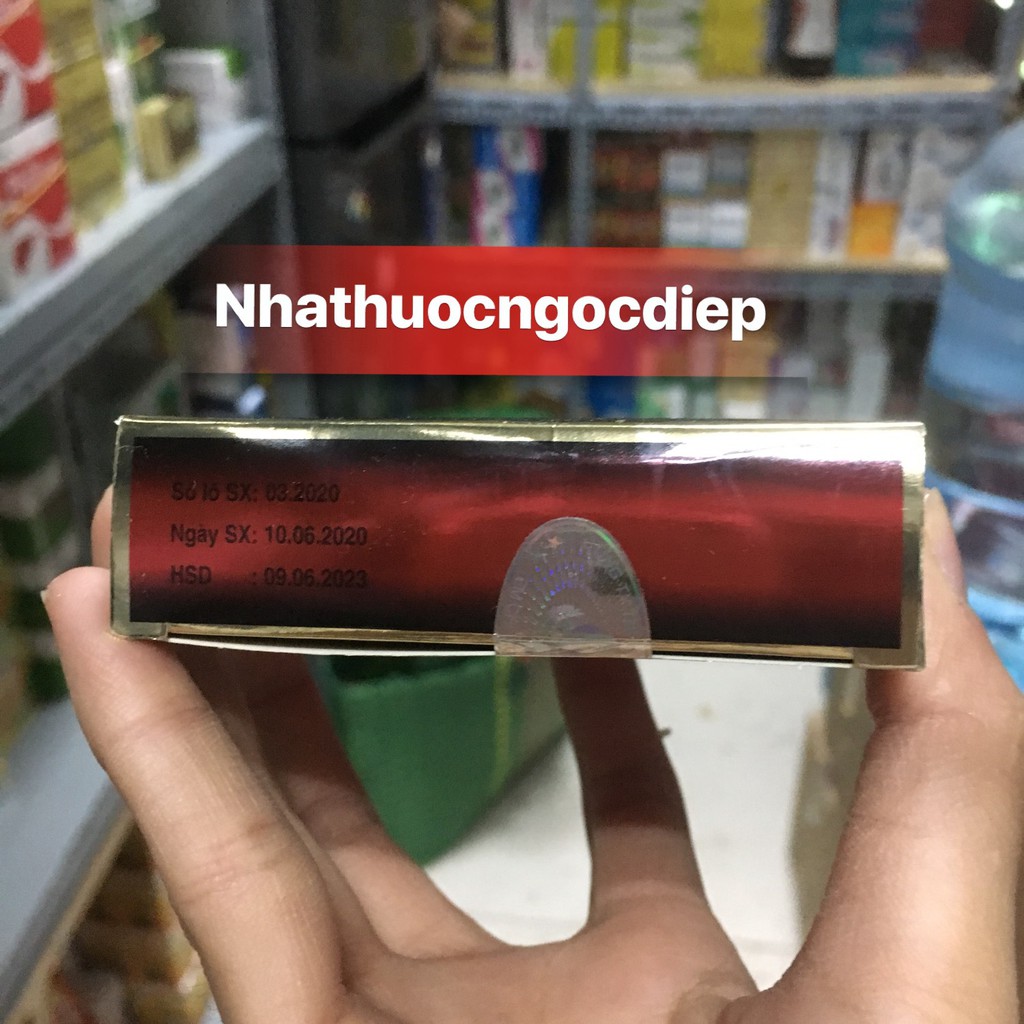 Nhathuocngocdiep
Số lô SX: 03.2020
Ngày SX: 10.06.2020
HSD : 09.06.2023